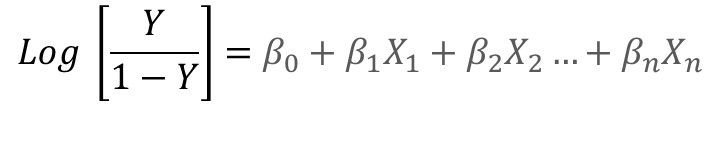 Log [Y / 1 − Y] = β₀ + β₁X₁ + β₂X₂ ... + βₙXₙ